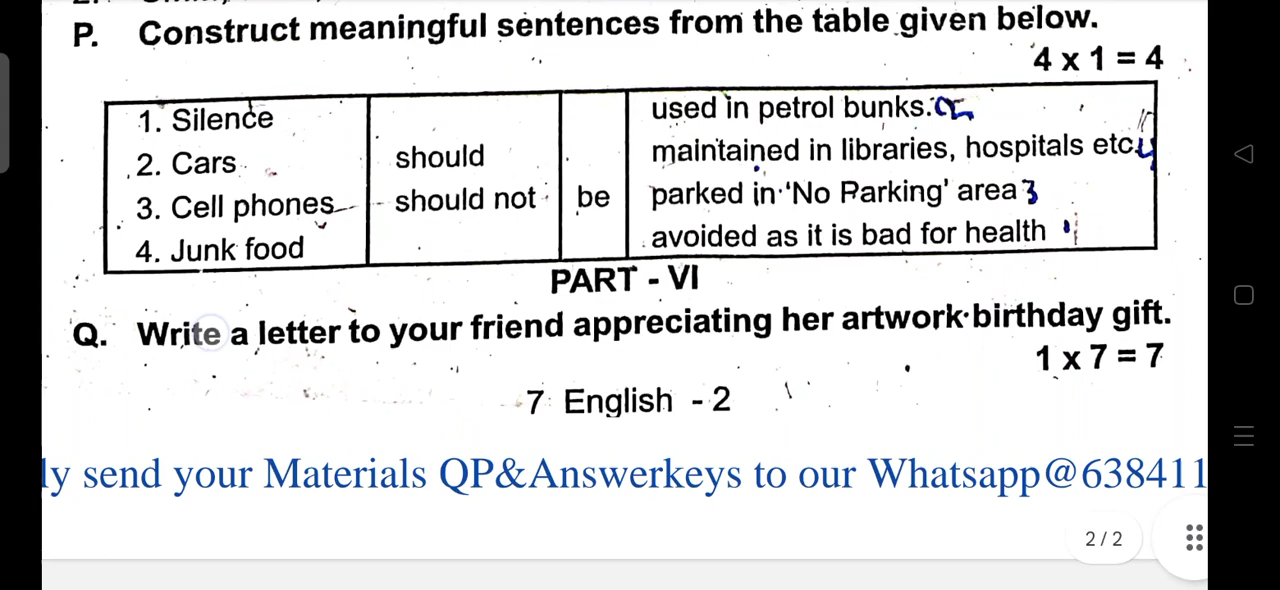 P. Construct meaningful sentences from the table given below.
4 x 1 = 4
1. Silence
2. Cars
3. Cell phones
4. Junk food
should
should not
be
used in petrol bunks.
maintained in libraries, hospitals etc.
parked in 'No Parking' area 3
avoided as it is bad for health
PART - VI
Q. Write a letter to your friend appreciating her artwork birthday gift.
1 x 7 = 7
7 English - 2
ly send your Materials QP&Answerkeys to our Whatsapp@638411
2 / 2